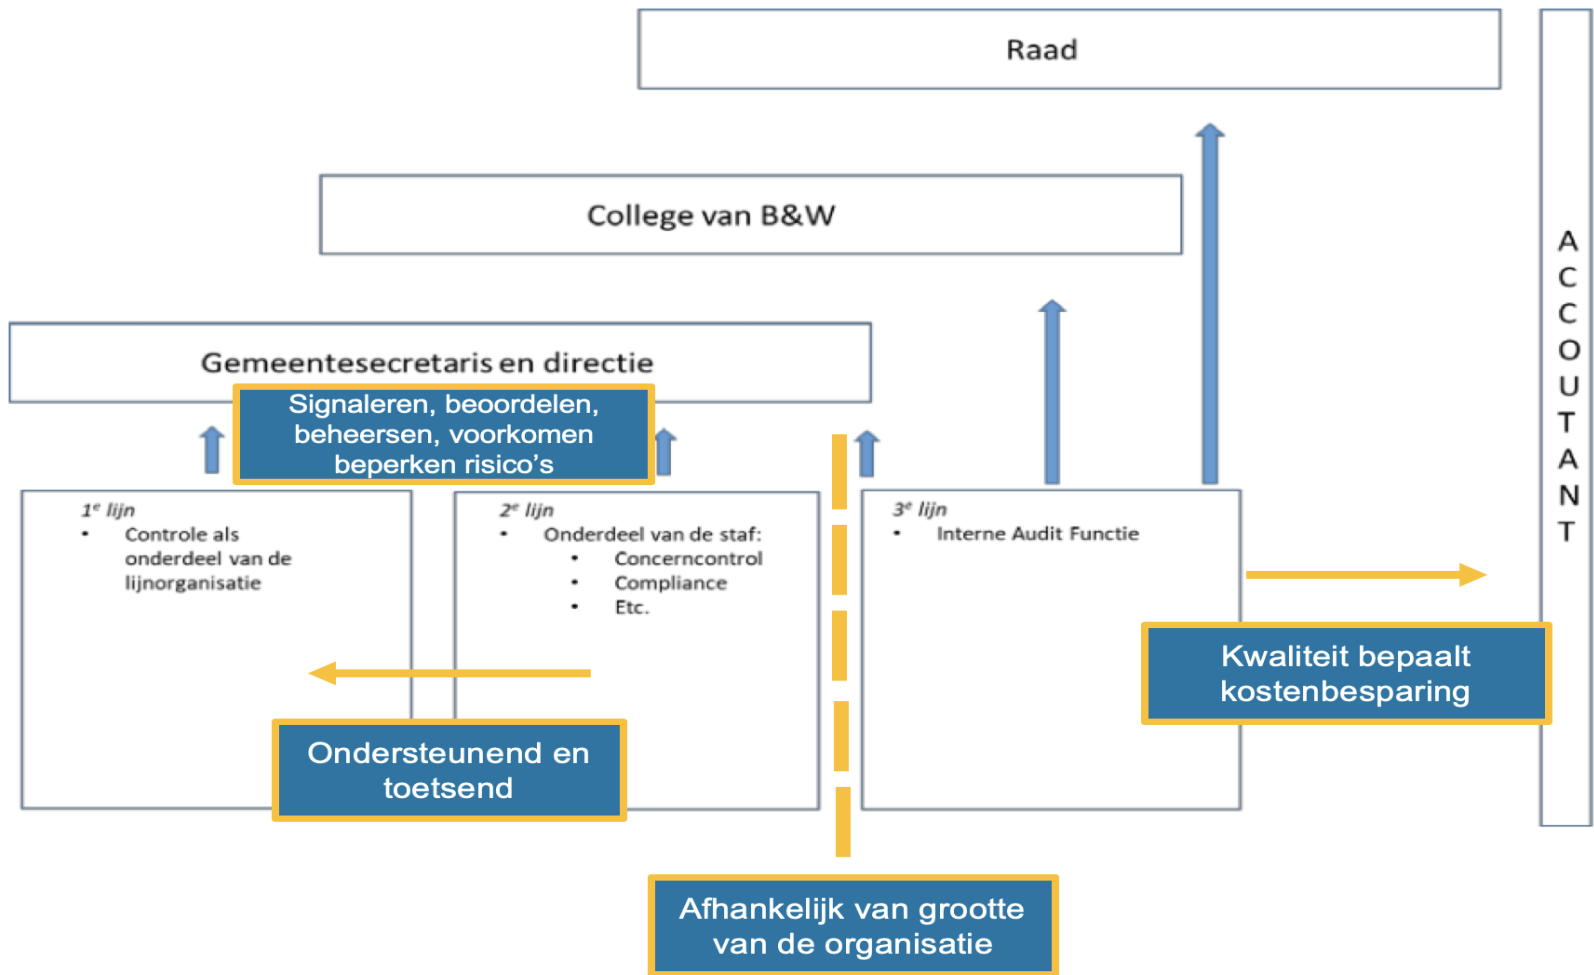 Raad
College van B&W
Gemeentesecretaris en directie
Signaleren, beoordelen,
beheersen, voorkomen
beperken risico's
1e lijn
• Controle als
onderdeel van de
lijnorganisatie
2e lijn
• Onderdeel van de staf:
• Concerncontrol
• Compliance
• Etc.
3e lijn
• Interne Audit Functie
Ondersteunend en
toetsend
Kwaliteit bepaalt
kostenbesparing
Afhankelijk van grootte
van de organisatie
A
C
C
O
U
T
A
N
T